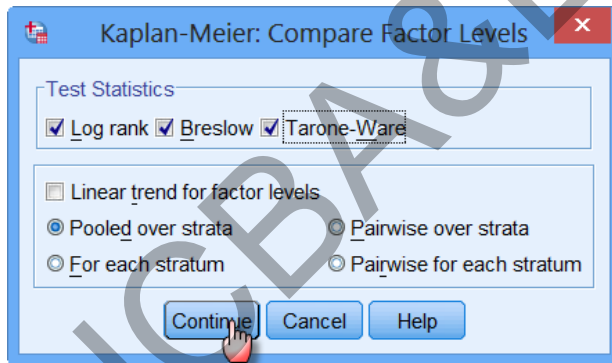 Kaplan-Meier: Compare Factor Levels
Test Statistics
Log rank Breslow Tarone-Ware
Linear trend for factor levels
Pooled over strata Pairwise over strata
For each stratum Pairwise for each stratum
Continue Cancel Help